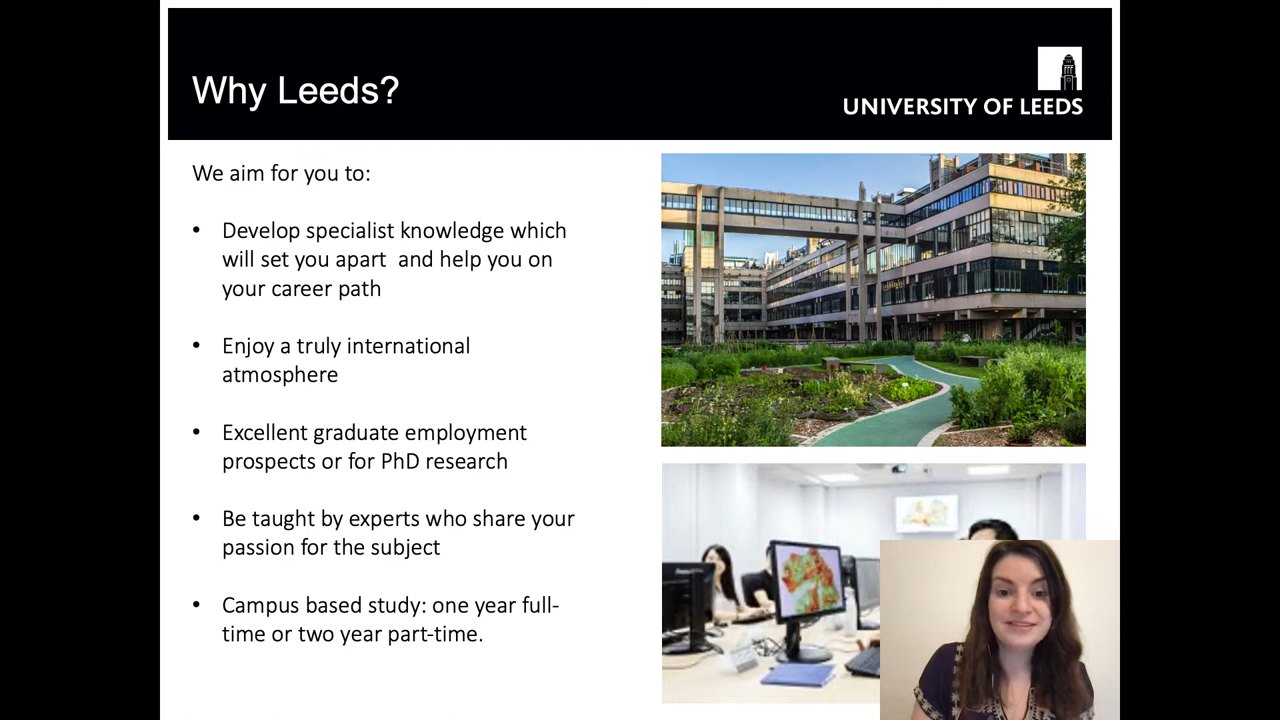 Why Leeds?
UNIVERSITY OF LEEDS
We aim for you to:
• Develop specialist knowledge which
will set you apart  and help you on
your career path
• Enjoy a truly international
atmosphere
• Excellent graduate employment
prospects or for PhD research
• Be taught by experts who share your
passion for the subject
• Campus based study: one year full-
time or two year part-time.